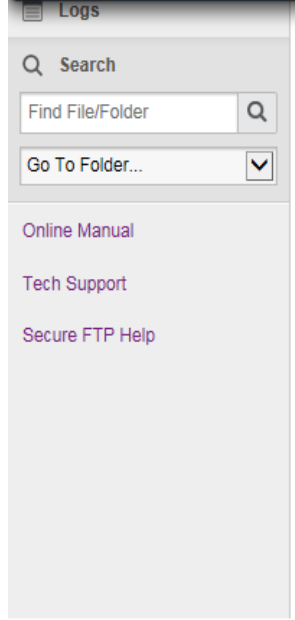 Logs
Search
Find File/Folder
Go To Folder...
Online Manual
Tech Support
Secure FTP Help